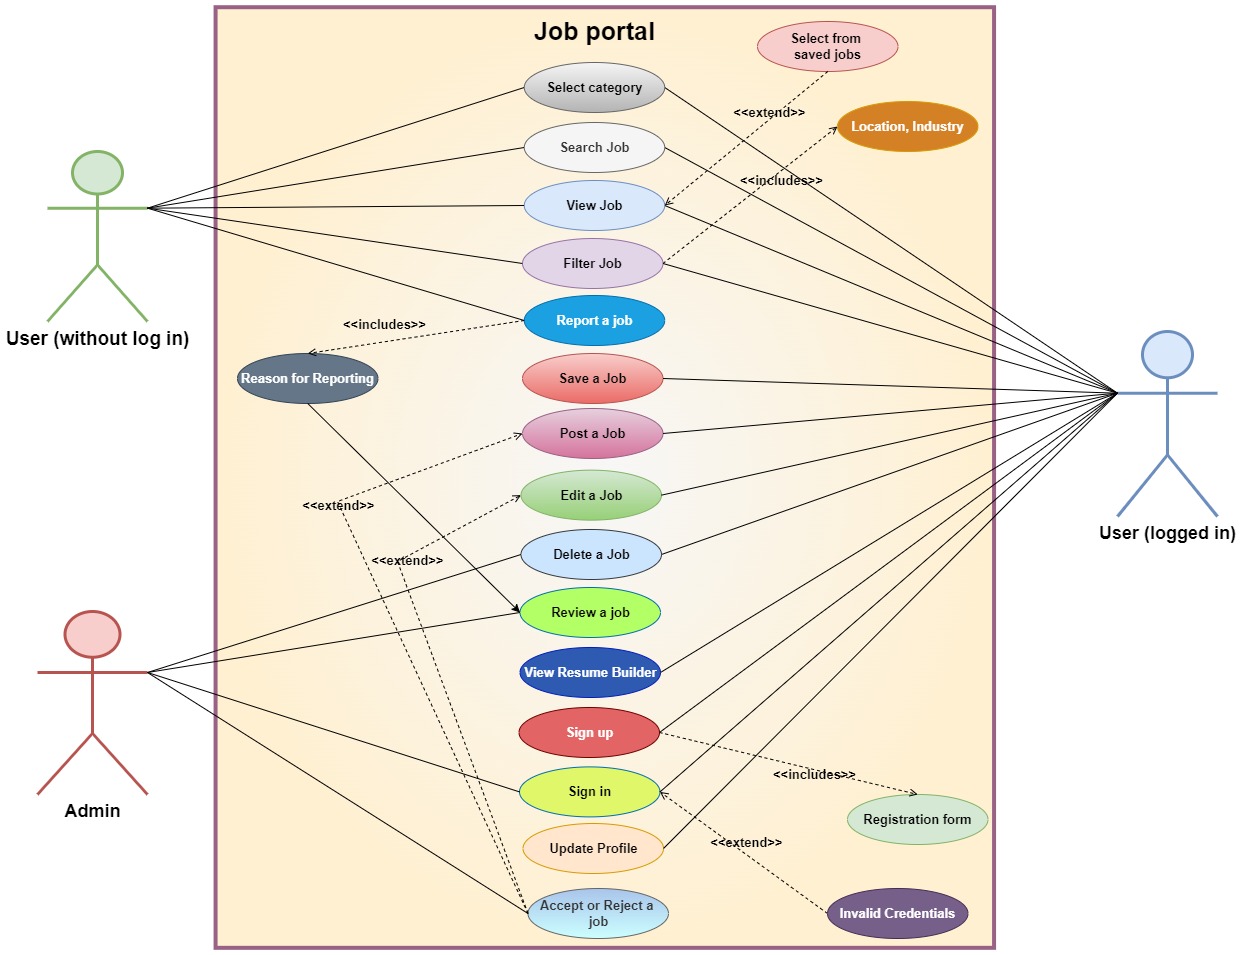 Job portal
Select from
saved jobs
Select category
<<extend>>
Location, Industry
Search Job
<<includes>>
View Job
Filter Job
User (without log in)
Report a job
<<includes>>
Reason for Reporting
Save a Job
Post a Job
Edit a Job
<<extend>>
User (logged in)
Delete a Job
<<extend>>
Review a job
View Resume Builder
Sign up
<<includes>>
Sign in
Admin
Registration form
Update Profile
<<extend>>
Accept or Reject a
job
Invalid Credentials